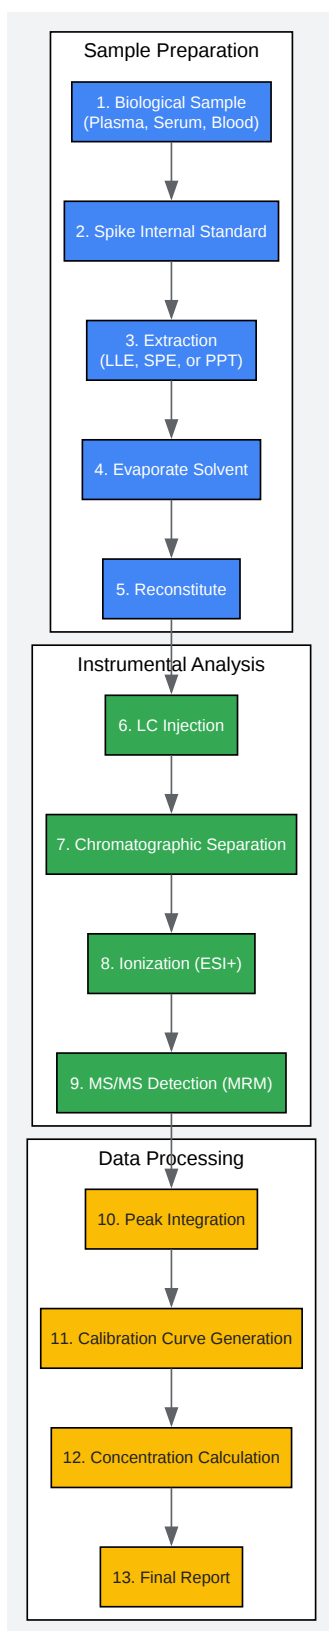 Sample Preparation
1. Biological Sample
(Plasma, Serum, Blood)
2. Spike Internal Standard
3. Extraction
(LLE, SPE, or PPT)
4. Evaporate Solvent
5. Reconstitute
Instrumental Analysis
6. LC Injection
7. Chromatographic Separation
8. Ionization (ESI+)
9. MS/MS Detection (MRM)
Data Processing
10. Peak Integration
11. Calibration Curve Generation
12. Concentration Calculation
13. Final Report